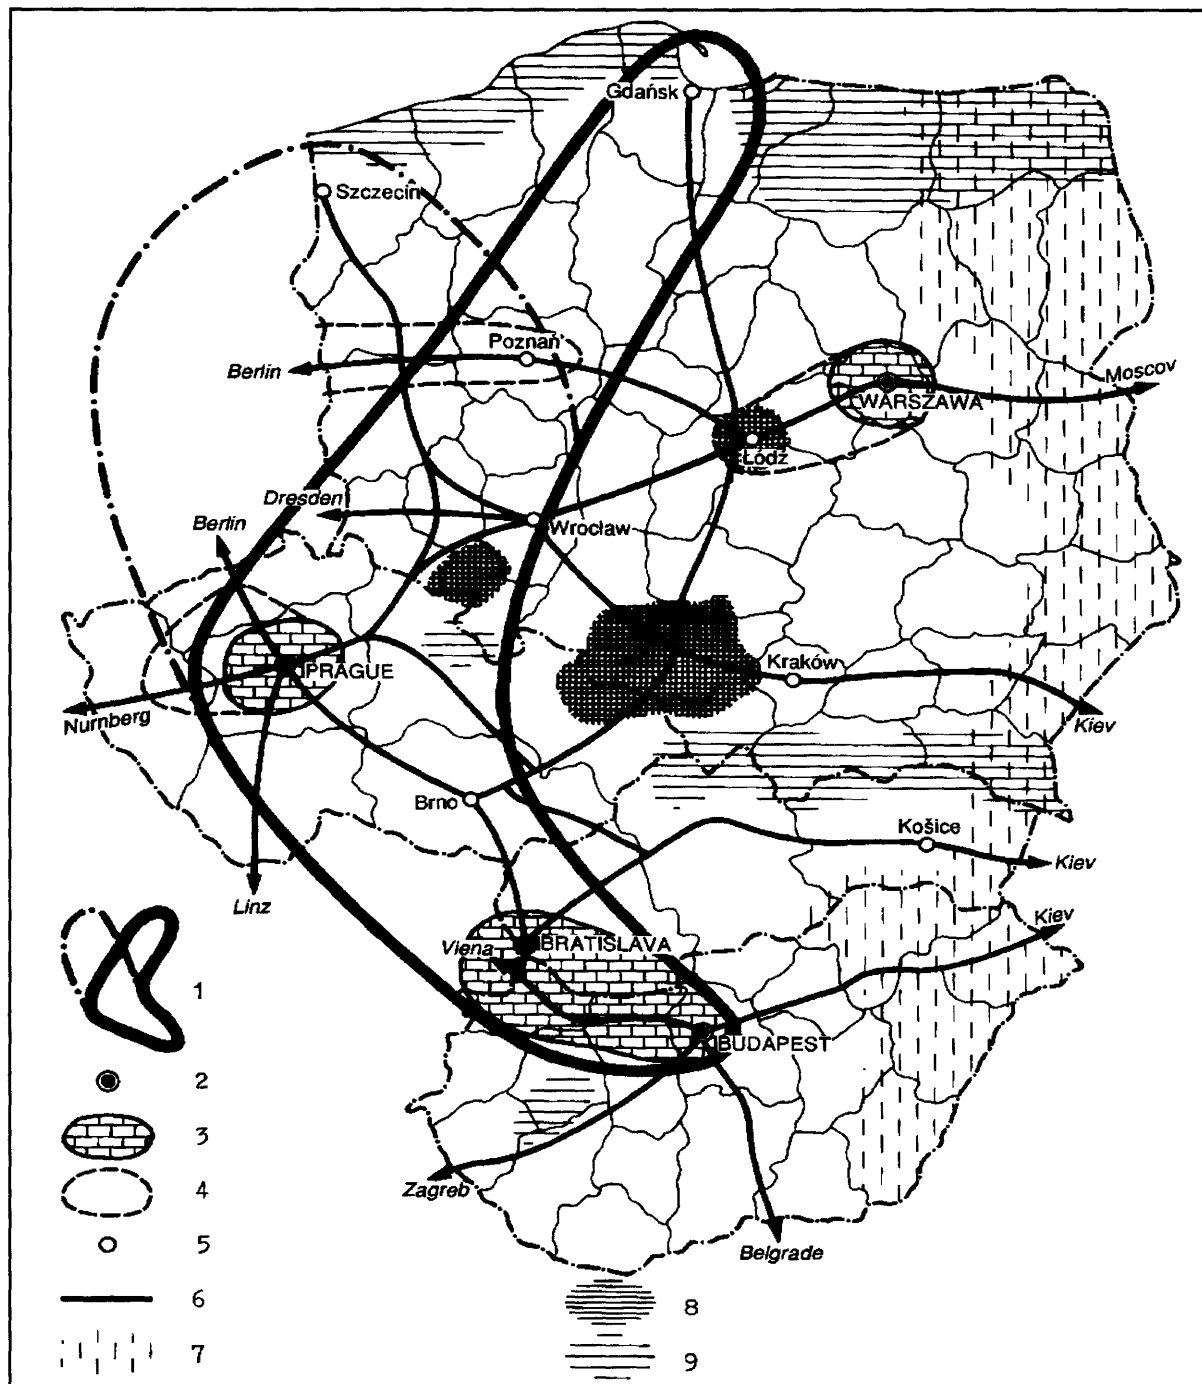 Gdańsk
Szczecin
Poznań
Berlin
Moscov
WARSZAWA
Łódź
Dresden
Berlin
Wrocław
PRAGUE
Kraków
Nurnberg
Kiev
Brno
Košice
Kiev
Linz
Kiev
Viena
BRATISLAVA
BUDAPEST
Zagreb
Belgrade
1
2
3
4
5
6
7
8
9